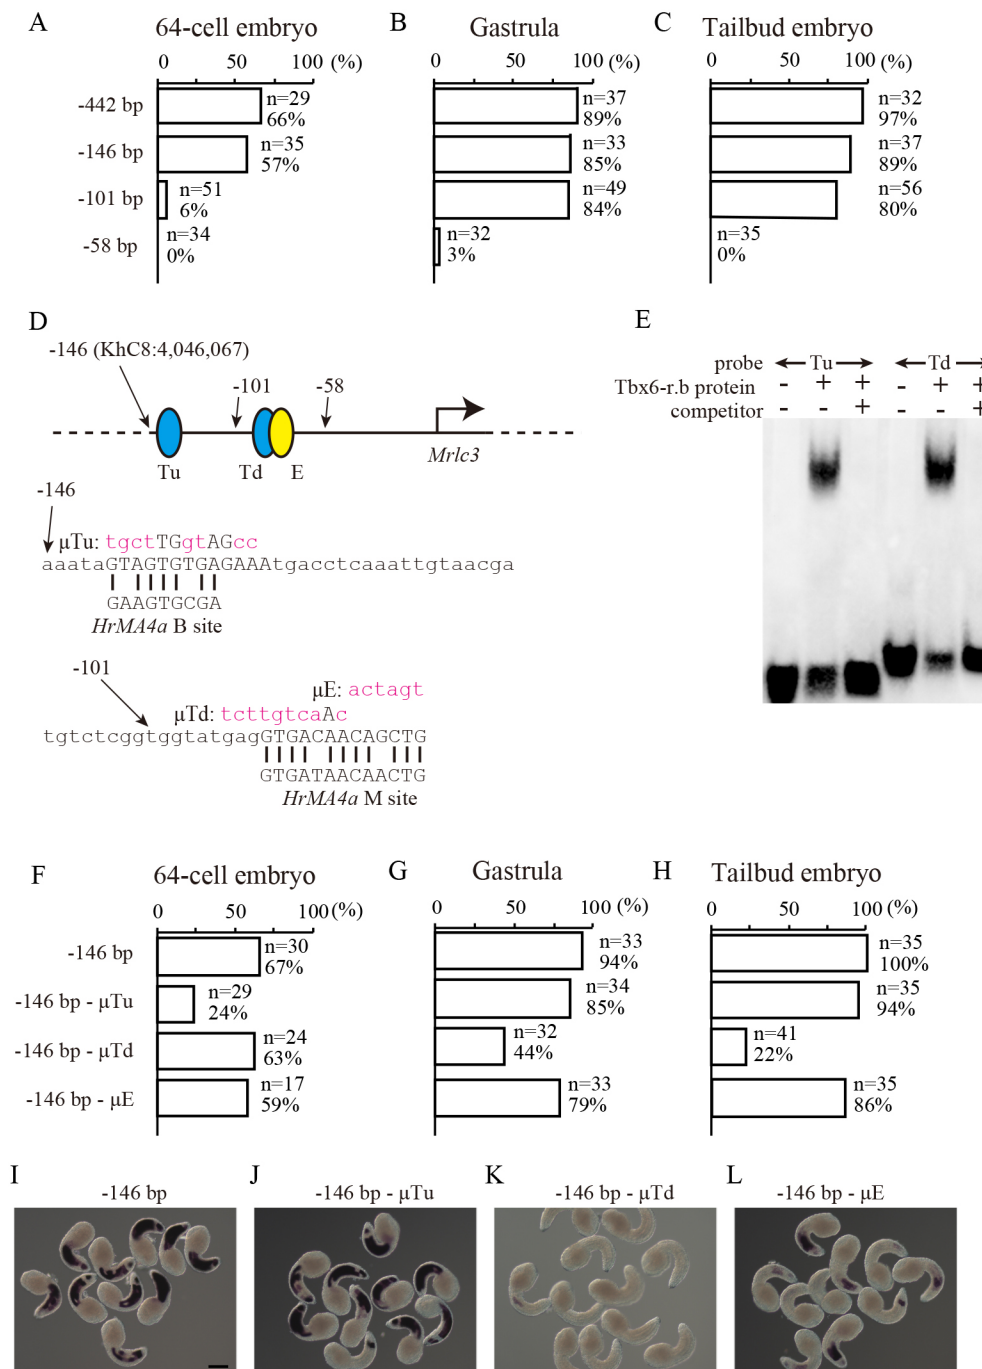 A 64-cell embryo
B Gastrula
C Tailbud embryo
0 50 100 (%)
0 50 100 (%)
0 50 100 (%)
-442 bp
n=29
66%
n=37
89%
n=32
97%
-146 bp
n=35
57%
n=33
85%
n=37
89%
-101 bp
n=51
6%
n=49
84%
n=56
80%
-58 bp
n=34
0%
n=32
3%
n=35
0%
D
-146 (KhC8:4,046,067)
-101
-58
Tu Td E
Mrlc3
-146
µTu: tgctTGgtAGcc
aaataGTAGTGTGAGAAAtgacctcaaattgtaacga
GAAGTGCGA
HrMA4a B site
-101
µE: actagt
µTd: tcttgtcaAc
tgtctcggtggtatgagGTGACAACAGCTG
GTGATAACAACTG
HrMA4a M site
E
probe Tu Td
Tbx6-r.b protein - + + - + +
competitor - - + - - +
F 64-cell embryo
G Gastrula
H Tailbud embryo
0 50 100 (%)
0 50 100 (%)
0 50 100 (%)
-146 bp
n=30
67%
n=33
94%
n=35
100%
-146 bp - µTu
n=29
24%
n=34
85%
n=35
94%
-146 bp - µTd
n=24
63%
n=32
44%
n=41
22%
-146 bp - µE
n=17
59%
n=33
79%
n=35
86%
I -146 bp
J -146 bp - µTu
K -146 bp - µTd
L -146 bp - µE